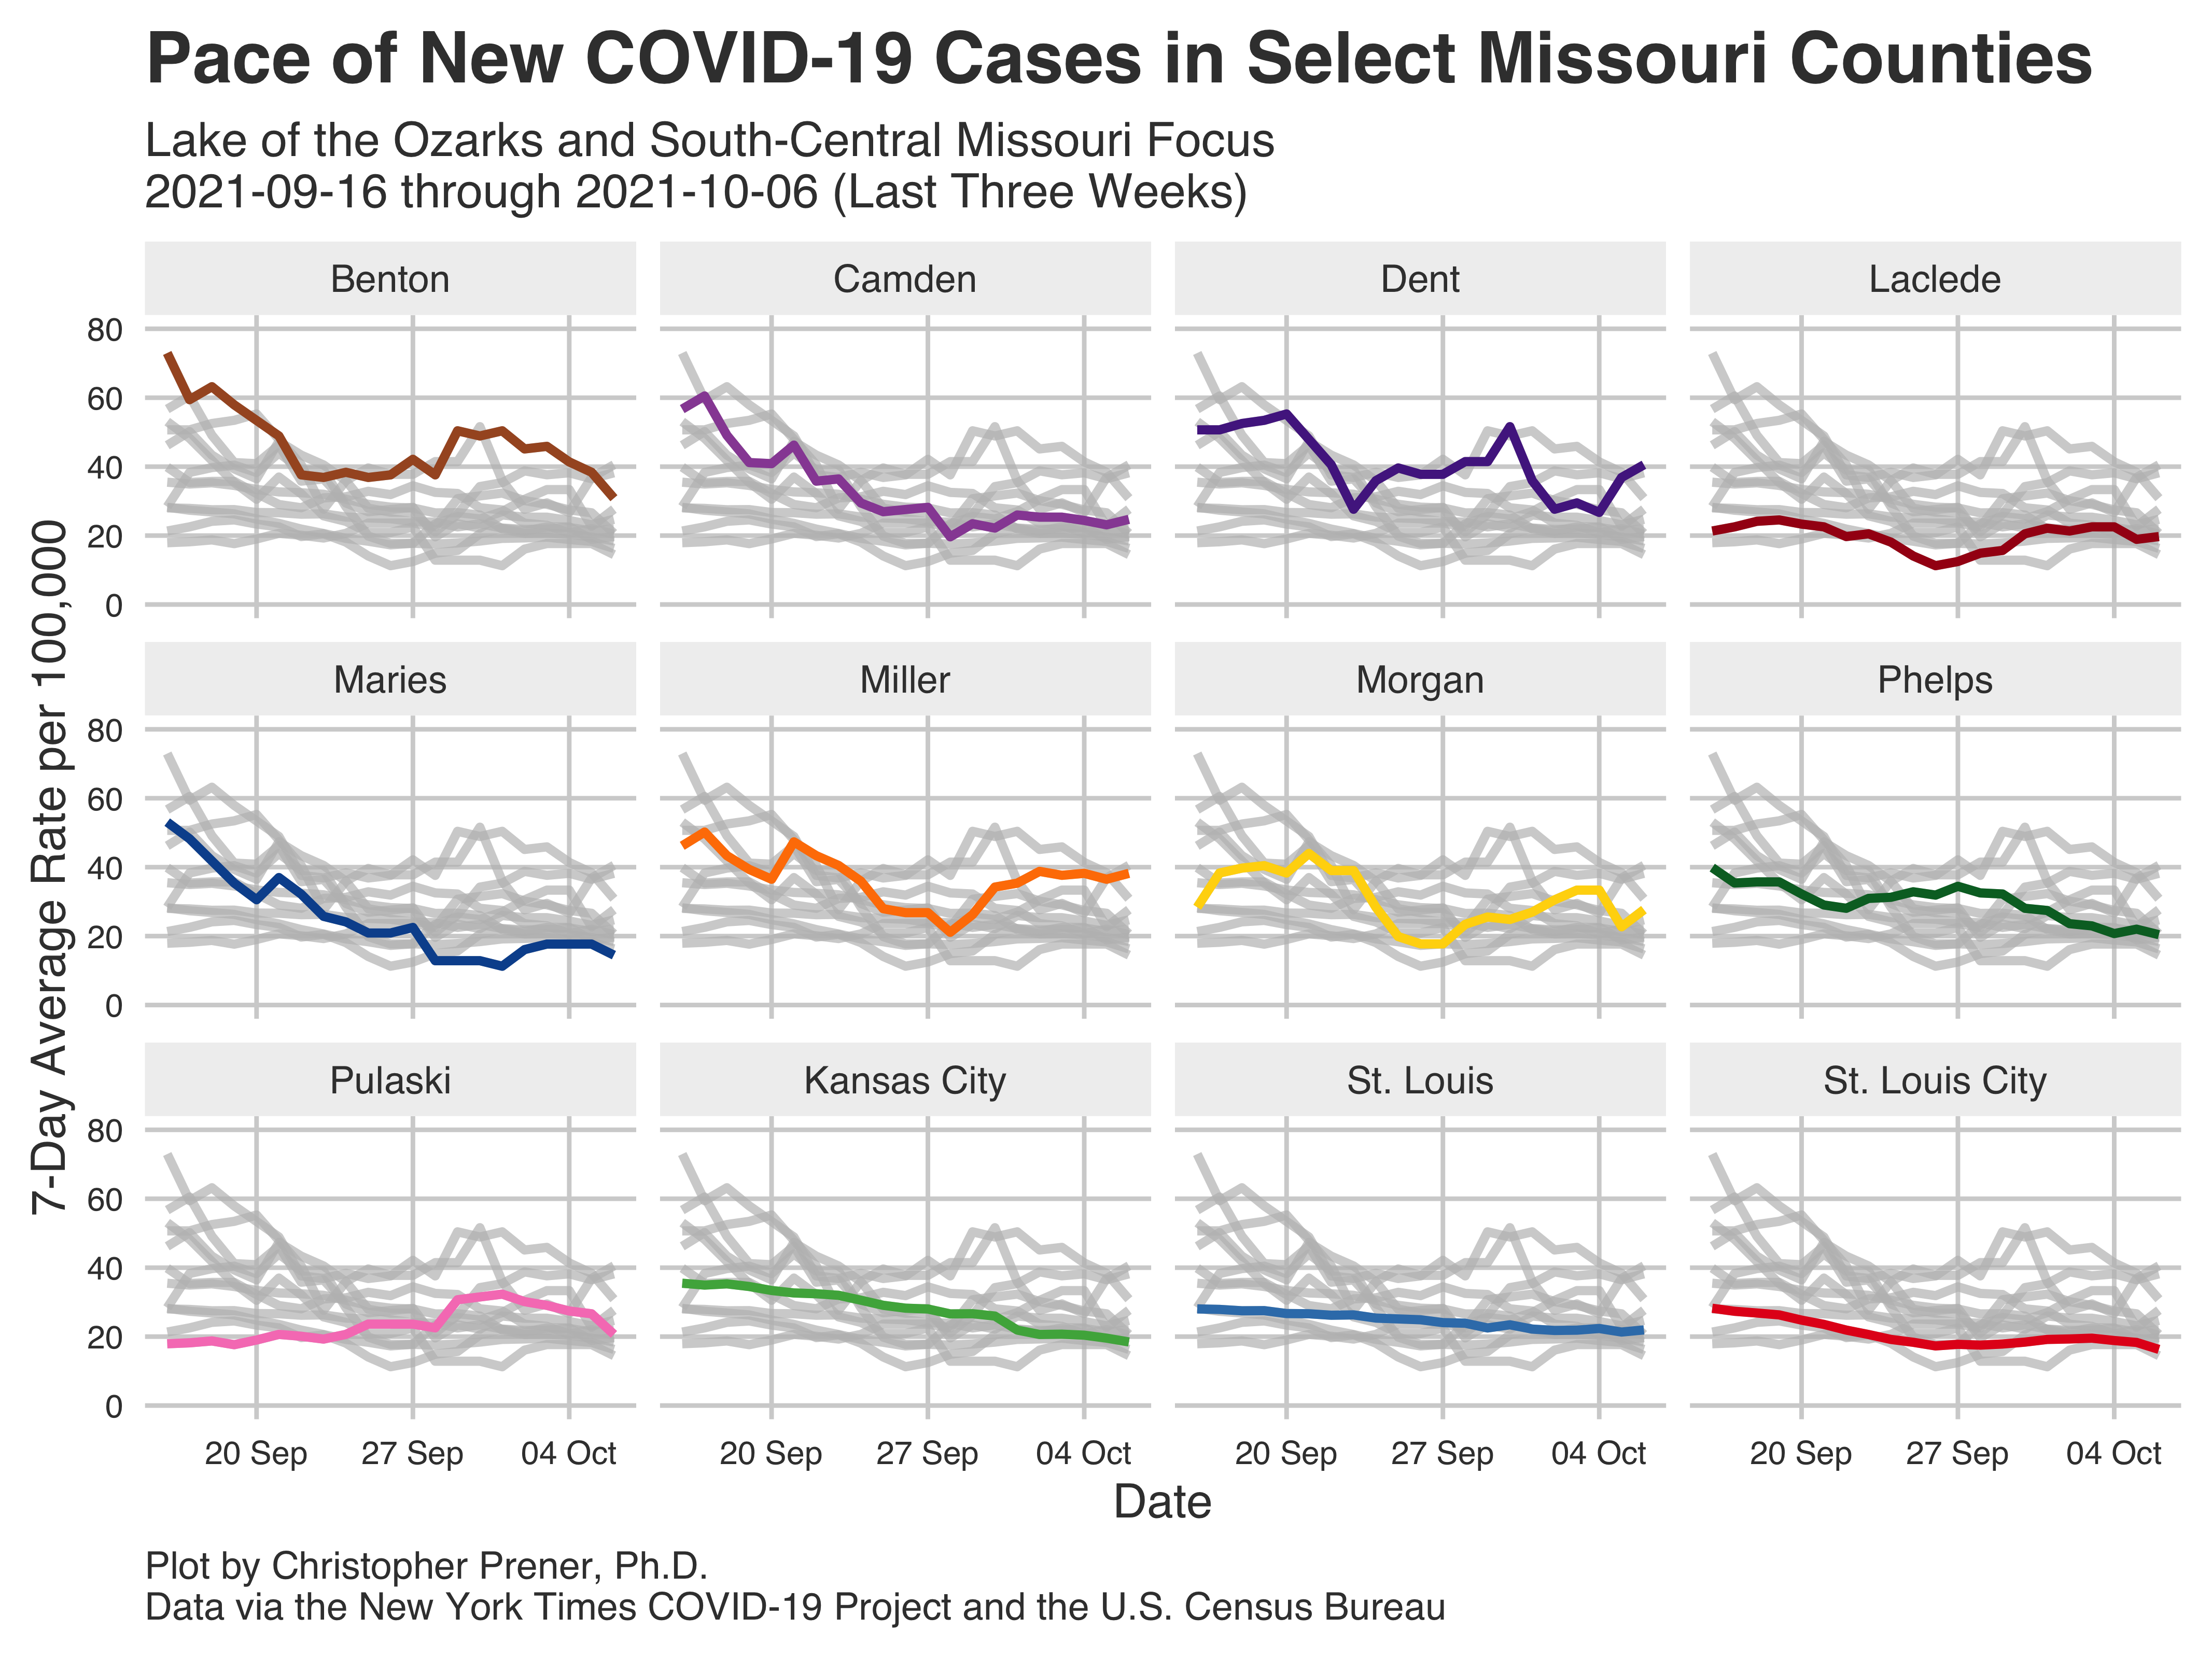 Pace of New COVID-19 Cases in Select Missouri Counties
Lake of the Ozarks and South-Central Missouri Focus
2021-09-16 through 2021-10-06 (Last Three Weeks)
7-Day Average Rate per 100,000
Benton
Camden
Dent
Laclede
80
60
40
20
0
Maries
Miller
Morgan
Phelps
80
60
40
20
0
Pulaski
Kansas City
St. Louis
St. Louis City
80
60
40
20
0
20 Sep 27 Sep 04 Oct
20 Sep 27 Sep 04 Oct
20 Sep 27 Sep 04 Oct
20 Sep 27 Sep 04 Oct
Date
Plot by Christopher Prener, Ph.D.
Data via the New York Times COVID-19 Project and the U.S. Census Bureau